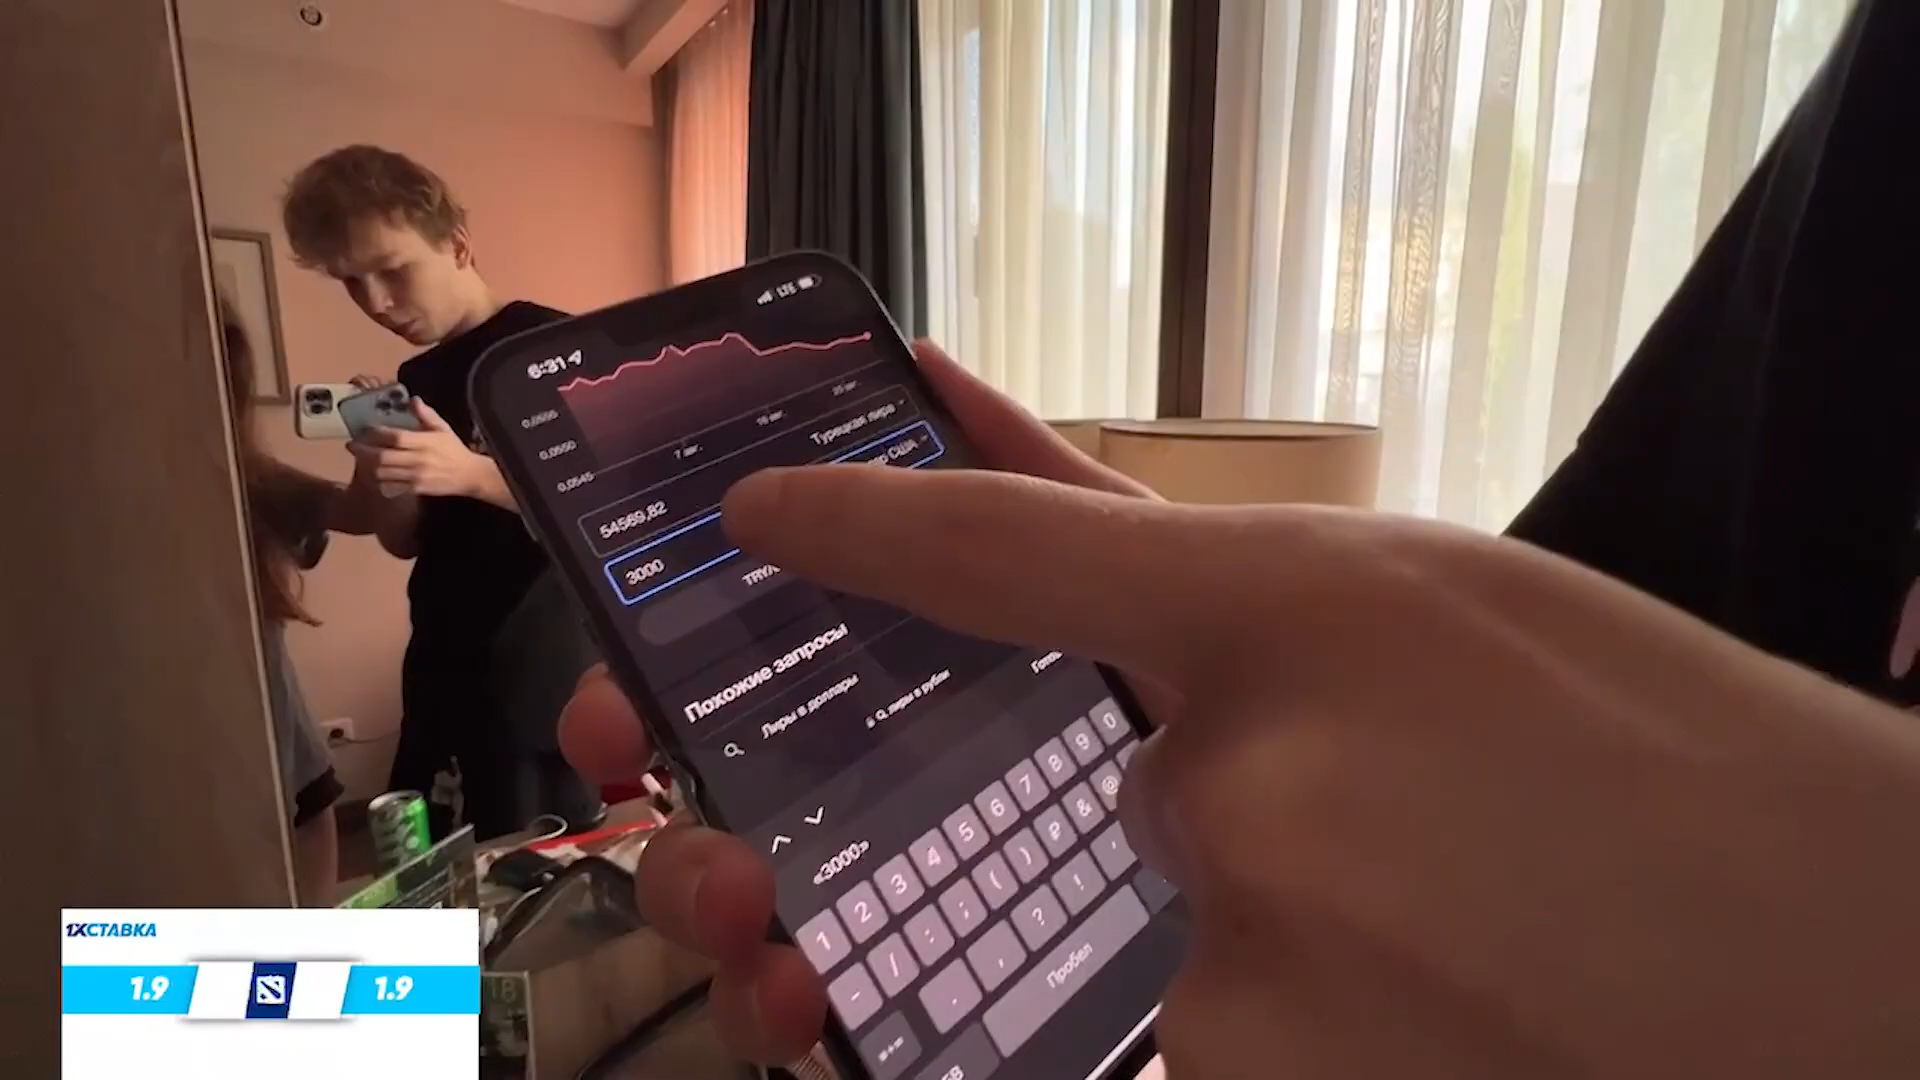 6:31
LTE
0,0555
0,0550
0,0545
7 авг.
16 авг.
25 авг.
54569,82
Турецкая лира
3000
США
Похожие запросы
Лиры в доллары
лиры в рубли
«3000»
1 2 3 4 5 6 7 8 9 0
- / : ; ( ) ₽ & @
. , ? ! '
Пробел
1XСТАВКА
1.9
1.9